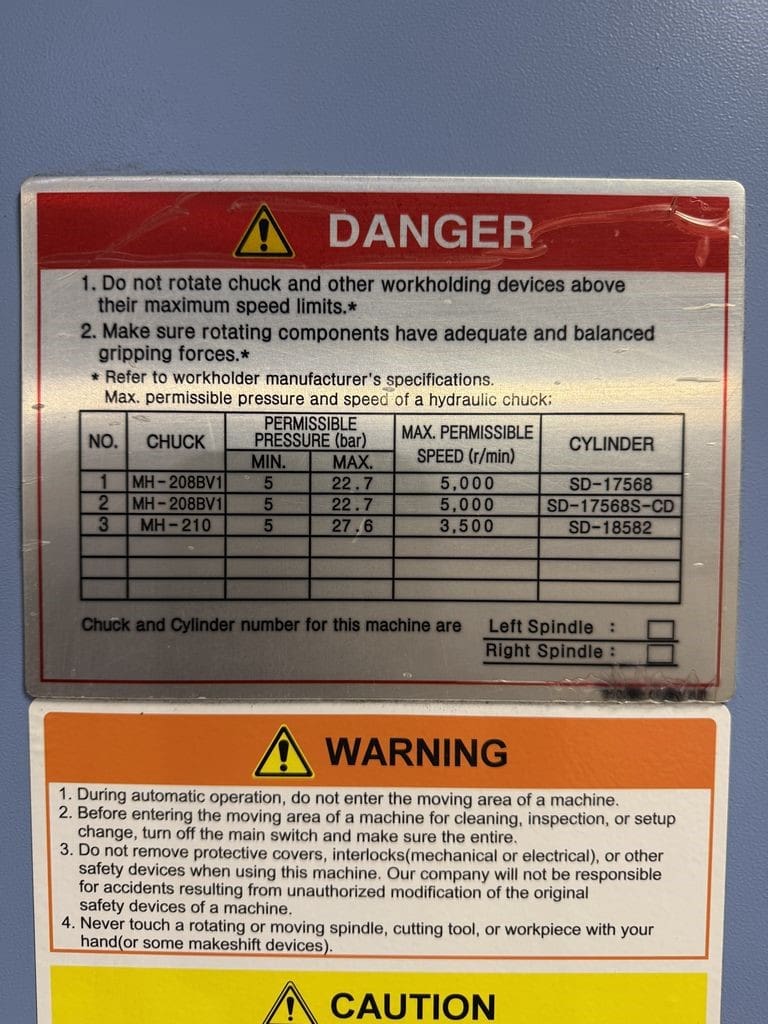 DANGER
1. Do not rotate chuck and other workholding devices above
their maximum speed limits.*
2. Make sure rotating components have adequate and balanced
gripping forces.*
* Refer to workholder manufacturer's specifications.
Max. permissible pressure and speed of a hydraulic chuck;
NO. CHUCK PERMISSIBLE PRESSURE (bar) MAX. PERMISSIBLE SPEED (r/min) CYLINDER
MIN. MAX.
1 MH-208BV1 5 22.7 5,000 SD-17568
2 MH-208BV1 5 22.7 5,000 SD-17568S-CD
3 MH-210 5 27.6 3,500 SD-18582
Chuck and Cylinder number for this machine are Left Spindle :
Right Spindle :
WARNING
1. During automatic operation, do not enter the moving area of a machine.
2. Before entering the moving area of a machine for cleaning, inspection, or setup
change, turn off the main switch and make sure the entire.
3. Do not remove protective covers, interlocks(mechanical or electrical), or other
safety devices when using this machine. Our company will not be responsible
for accidents resulting from unauthorized modification of the original
safety devices of a machine.
4. Never touch a rotating or moving spindle, cutting tool, or workpiece with your
hand(or some makeshift devices).
CAUTION